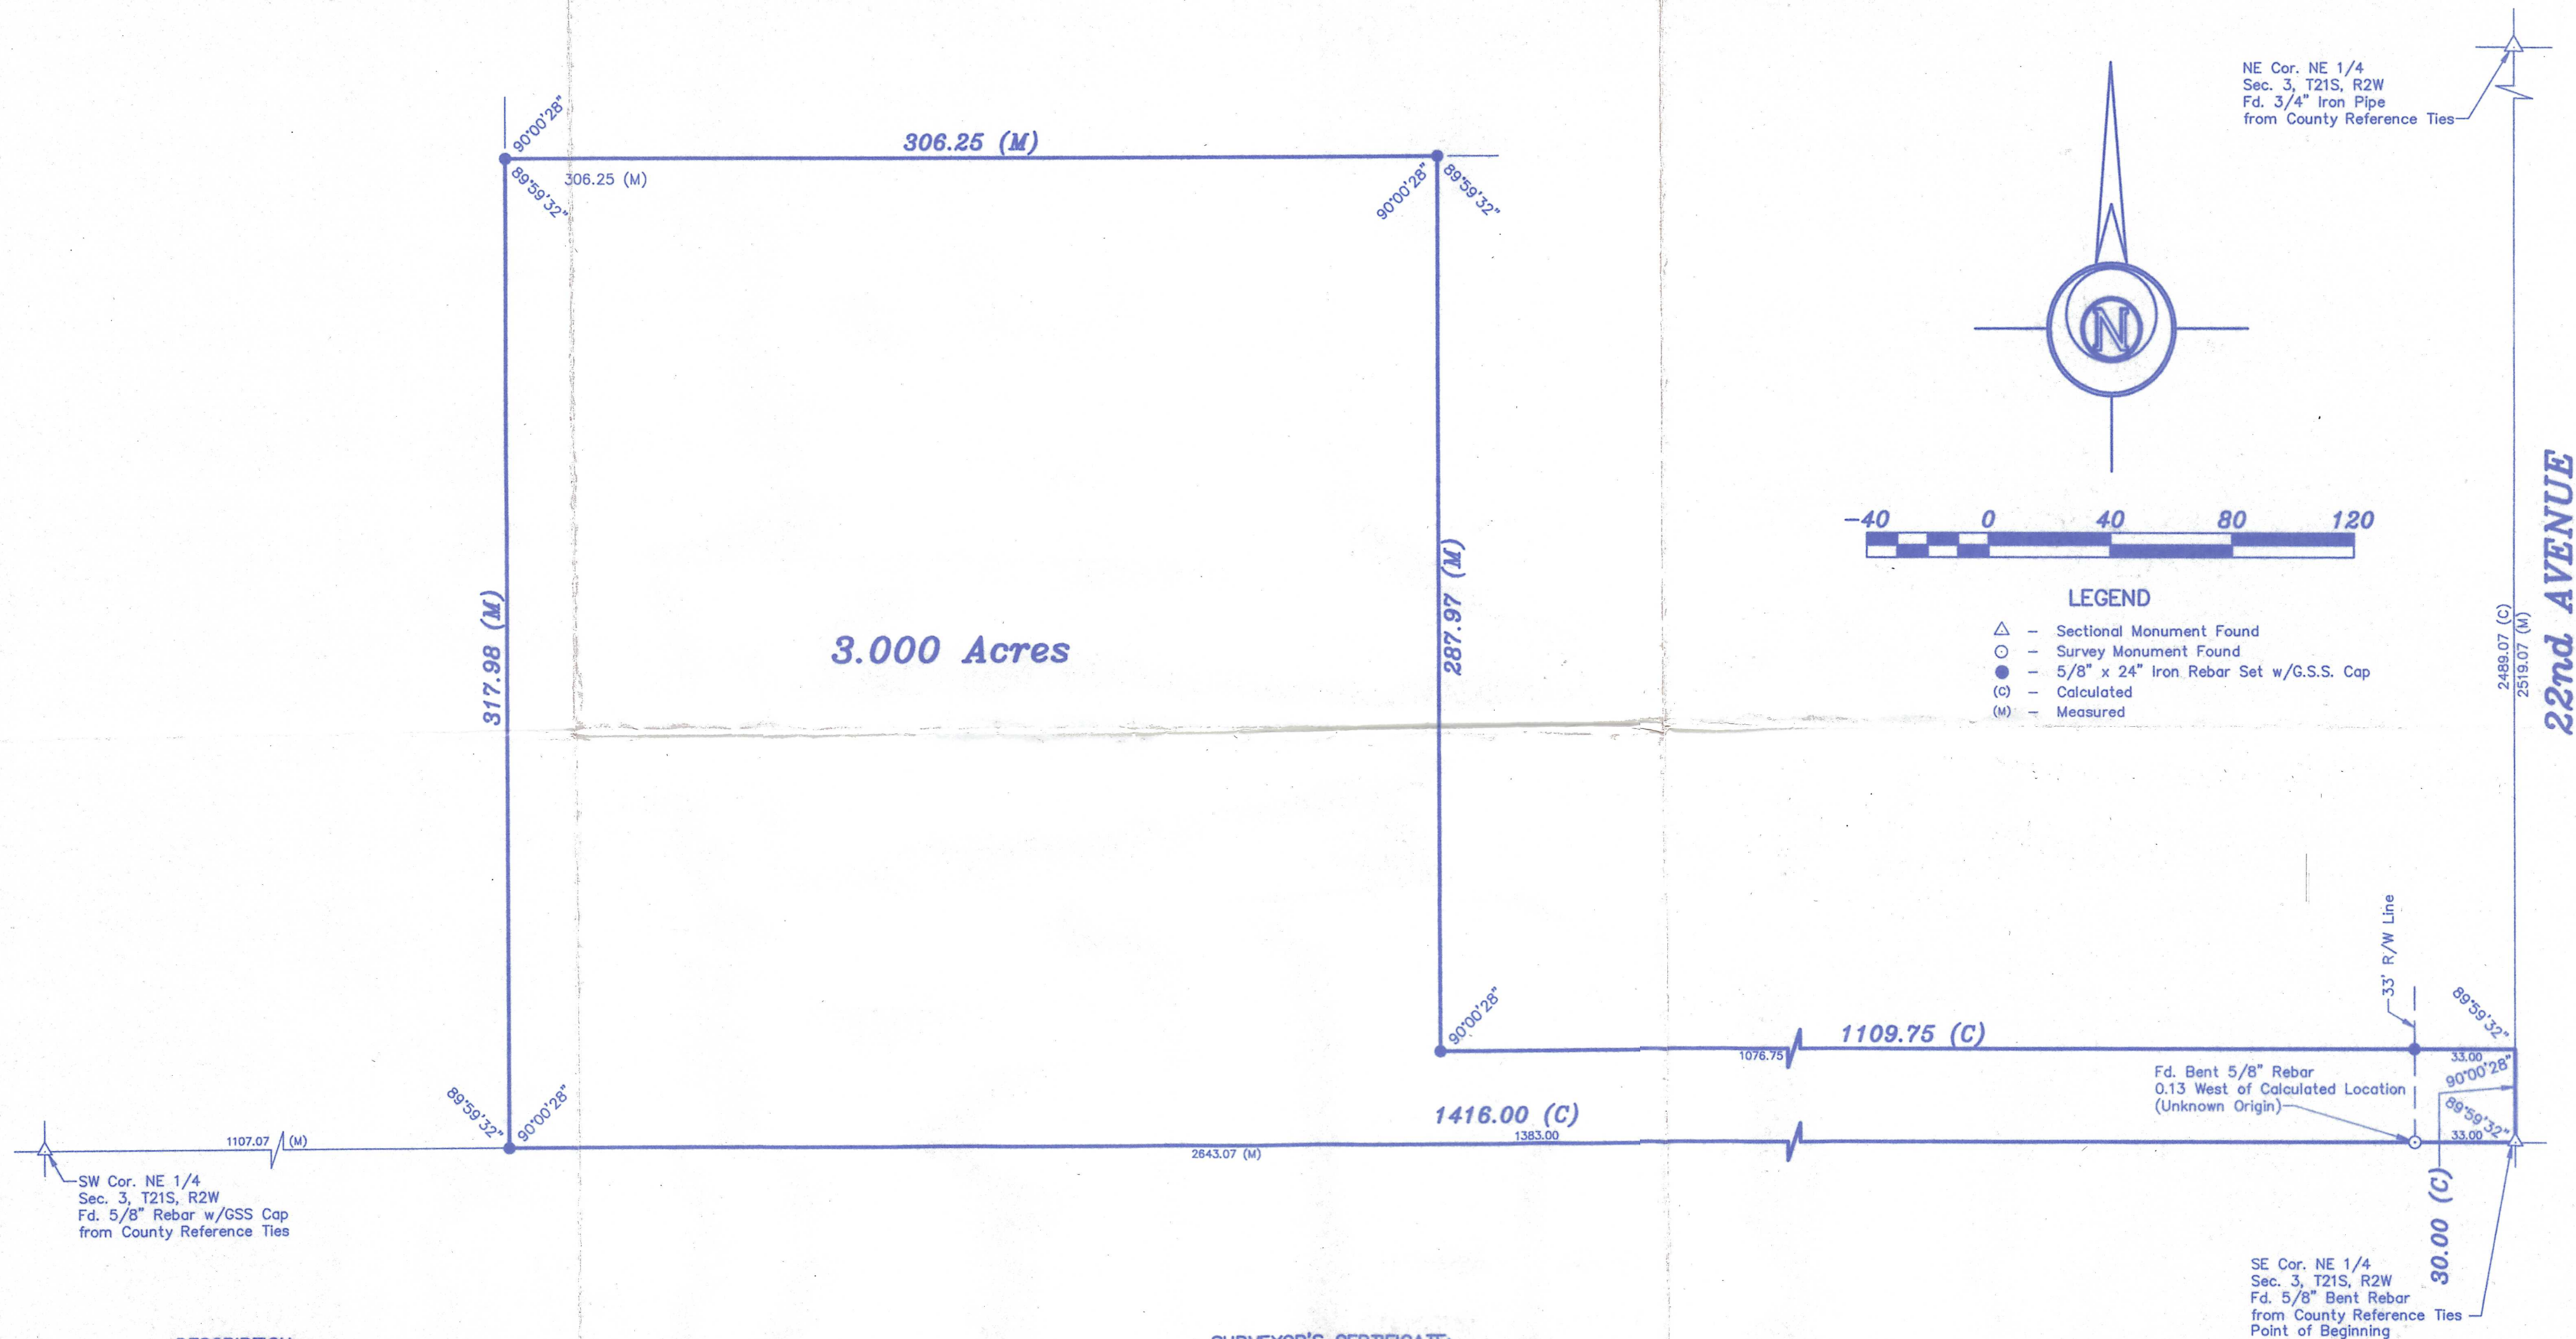 NE Cor. NE 1/4
Sec. 3, T21S, R2W
Fd. 3/4" Iron Pipe
from County Reference Ties
90°00'28"
306.25 (M)
89°59'32"
306.25 (M)
90°00'28"
89°59'32"
N
-40 0 40 80 120
LEGEND
△ - Sectional Monument Found
⊙ - Survey Monument Found
● - 5/8" x 24" Iron Rebar Set w/G.S.S. Cap
(C) - Calculated
(M) - Measured
22nd AVENUE
2489.07 (C)
2519.07 (M)
317.98 (M)
3.000 Acres
287.97 (M)
33' R/W Line
90°00'28"
1109.75 (C)
1076.75
89°59'32"
33.00
90°00'28"
Fd. Bent 5/8" Rebar
0.13 West of Calculated Location
(Unknown Origin)
89°59'32"
33.00
89°59'32"
90°00'28"
1416.00 (C)
1383.00
1107.07 (M)
2643.07 (M)
30.00 (C)
SW Cor. NE 1/4
Sec. 3, T21S, R2W
Fd. 5/8" Rebar w/GSS Cap
from County Reference Ties
SE Cor. NE 1/4
Sec. 3, T21S, R2W
Fd. 5/8" Bent Rebar
from County Reference Ties
Point of Beginning